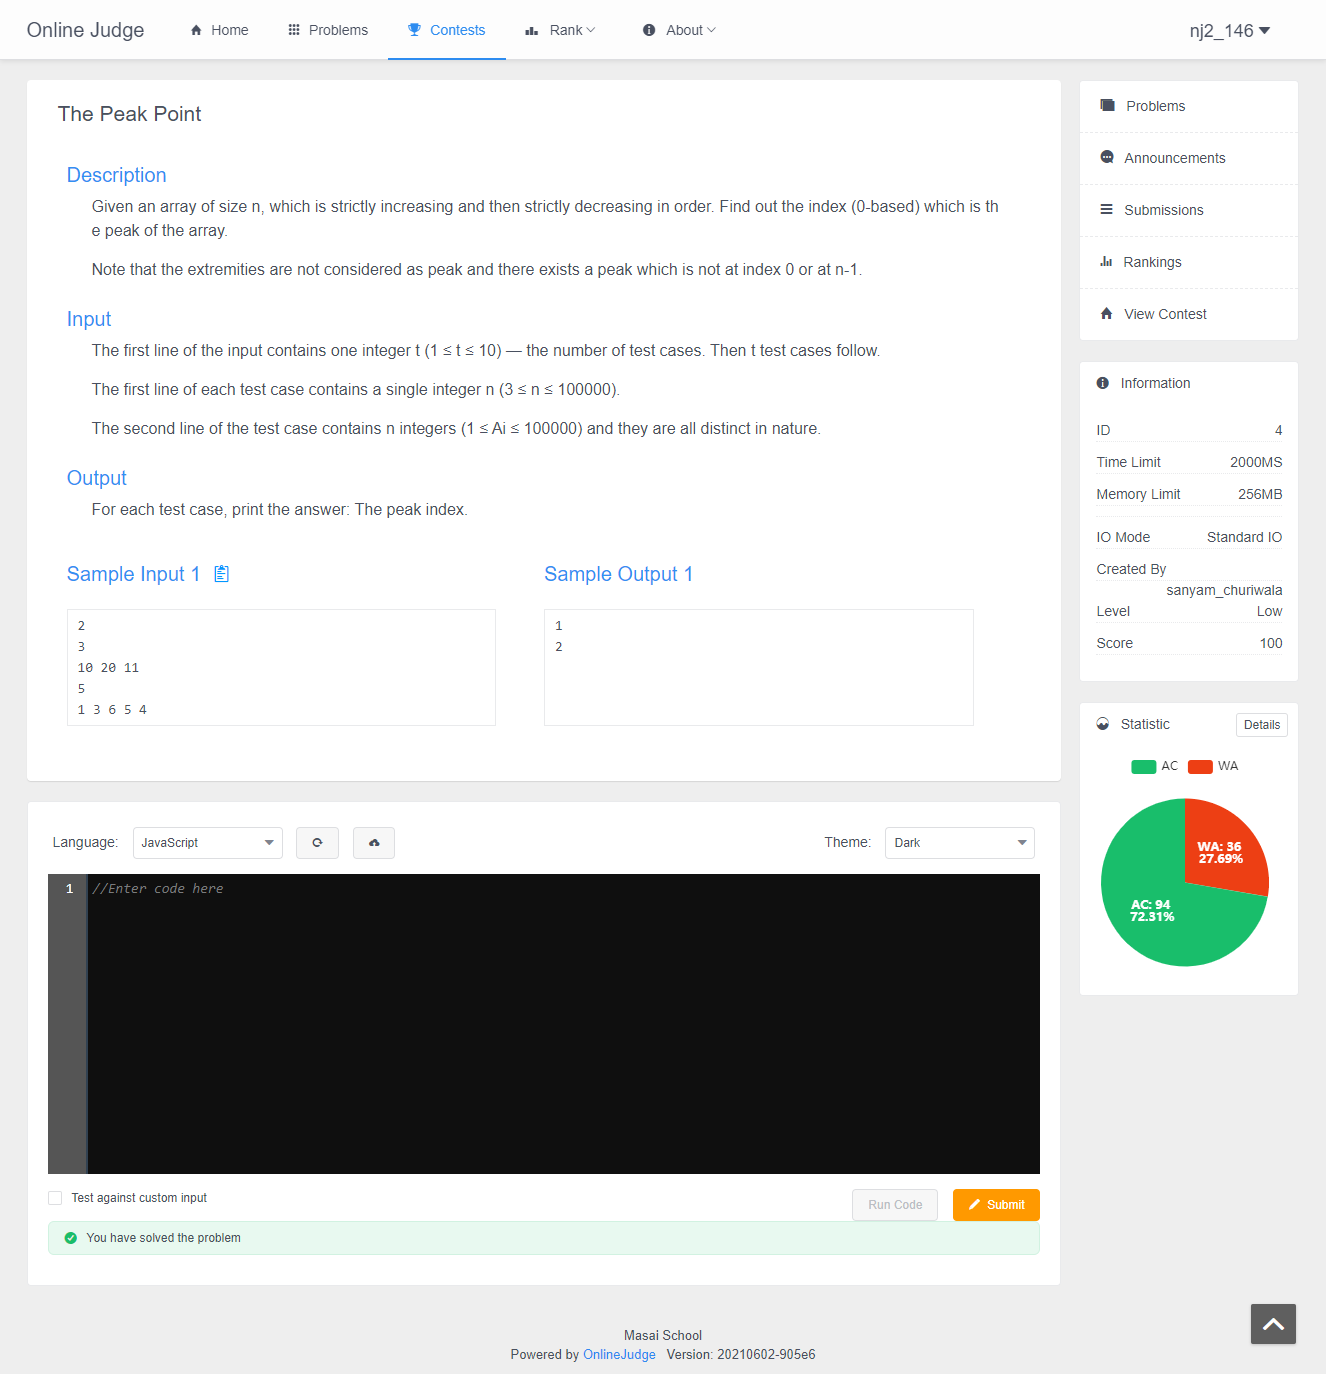 Online Judge
Home
Problems
Contests
Rank
About
nj2_146
The Peak Point
Description
Given an array of size n, which is strictly increasing and then strictly decreasing in order. Find out the index (0-based) which is th
e peak of the array.
Note that the extremities are not considered as peak and there exists a peak which is not at index 0 or at n-1.
Input
The first line of the input contains one integer t (1 ≤ t ≤ 10) — the number of test cases. Then t test cases follow.
The first line of each test case contains a single integer n (3 ≤ n ≤ 100000).
The second line of the test case contains n integers (1 ≤ Ai ≤ 100000) and they are all distinct in nature.
Output
For each test case, print the answer: The peak index.
Sample Input 1
2
3
10 20 11
5
1 3 6 5 4
Sample Output 1
1
2
Language:
JavaScript
Theme:
Dark
1 //Enter code here
Test against custom input
Run Code
Submit
You have solved the problem
Problems
Announcements
Submissions
Rankings
View Contest
Information
ID 4
Time Limit 2000MS
Memory Limit 256MB
IO Mode Standard IO
Created By
sanyam_churiwala
Level Low
Score 100
Statistic
Details
AC WA
WA: 36
27.69%
AC: 94
72.31%
Masai School
Powered by OnlineJudge Version: 20210602-905e6